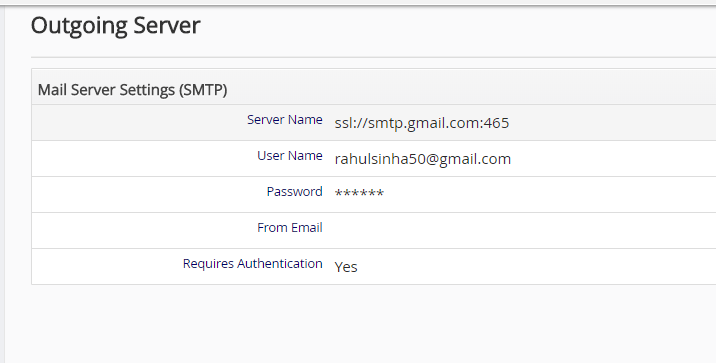 Outgoing Server
Mail Server Settings (SMTP)
Server Name ssl://smtp.gmail.com:465
User Name rahulsinha50@gmail.com
Password ******
From Email
Requires Authentication Yes